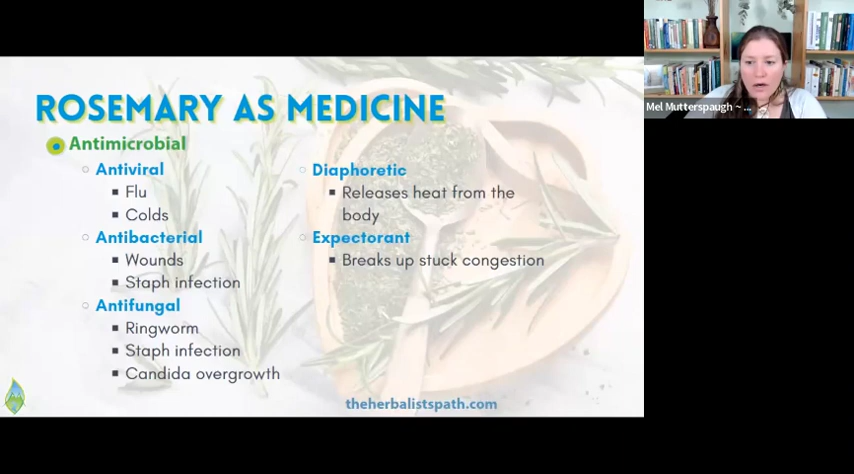 ROSEMARY AS MEDICINE
Antimicrobial
Antiviral
Flu
Colds
Antibacterial
Wounds
Staph infection
Antifungal
Ringworm
Staph infection
Candida overgrowth
Diaphoretic
Releases heat from the
body
Expectorant
Breaks up stuck congestion
theherbalistspath.com
Mel Mutterspaugh ~ ...